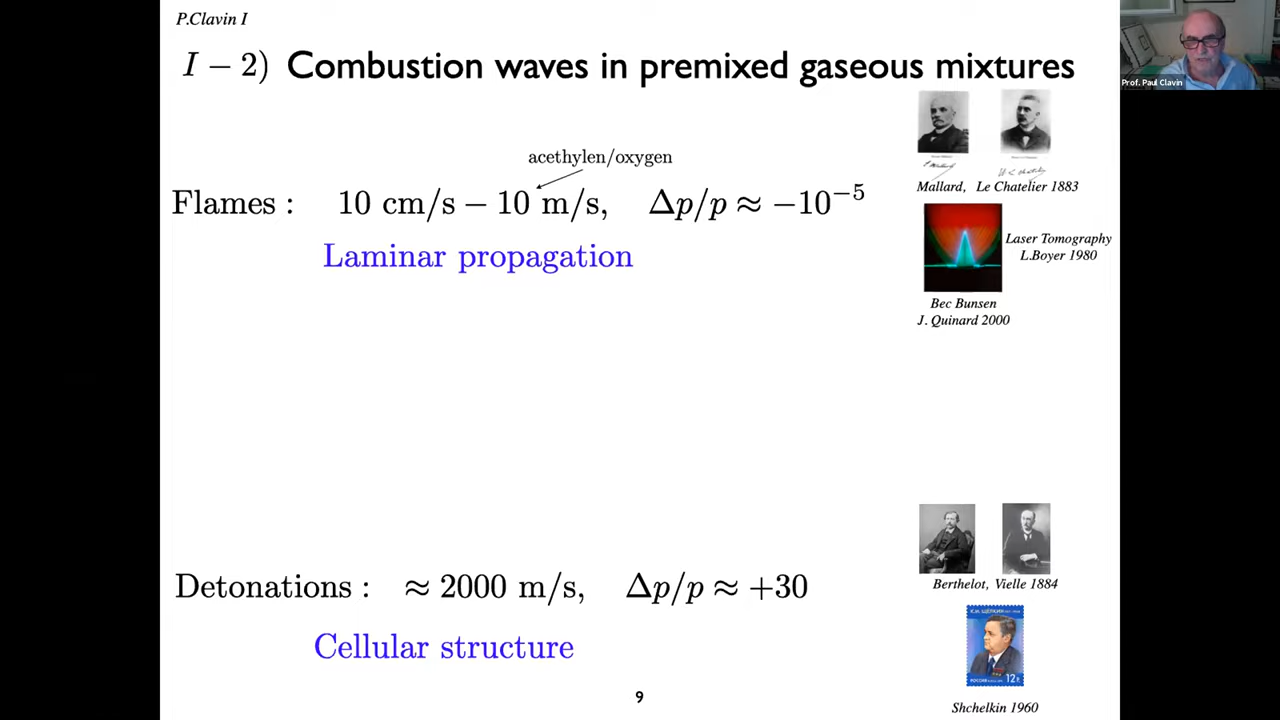 P.Clavin I
I – 2) Combustion waves in premixed gaseous mixtures
Prof. Paul Clavin
acethylen/oxygen
Flames : 10 cm/s – 10 m/s, Δp/p ≈ −10⁻⁵
Laminar propagation
Mallard, Le Chatelier 1883
Laser Tomography
L.Boyer 1980
Bec Bunsen
J. Quinard 2000
Detonations : ≈ 2000 m/s, Δp/p ≈ +30
Cellular structure
Berthelot, Vielle 1884
12
Shchelkin 1960
9